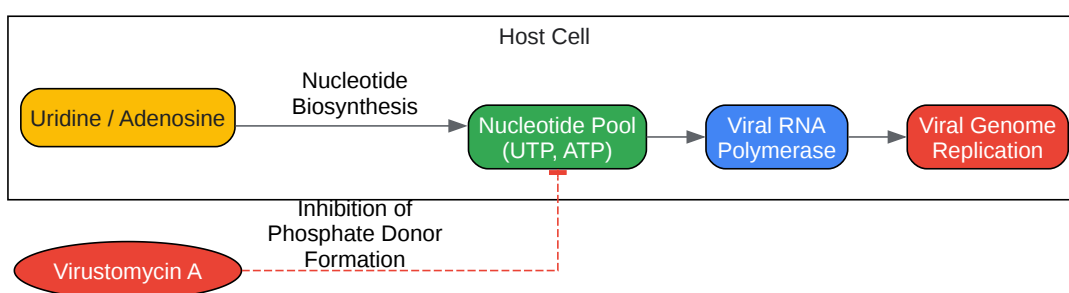 Host Cell
Nucleotide
Biosynthesis
Uridine / Adenosine
Nucleotide Pool
(UTP, ATP)
Viral RNA
Polymerase
Viral Genome
Replication
Inhibition of
Phosphate Donor
Formation
Virustomycin A